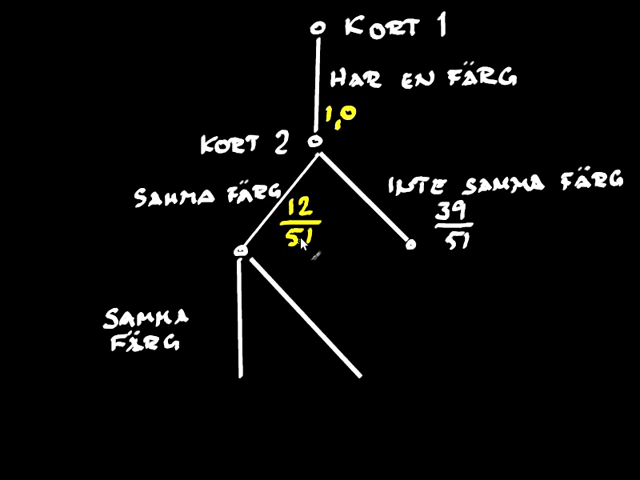 KORT 1
HAR EN FÄRG
1,0
KORT 2
SAMMA FÄRG
INTE SAMMA FÄRG
12
51
39
51
SAMMA
FÄRG